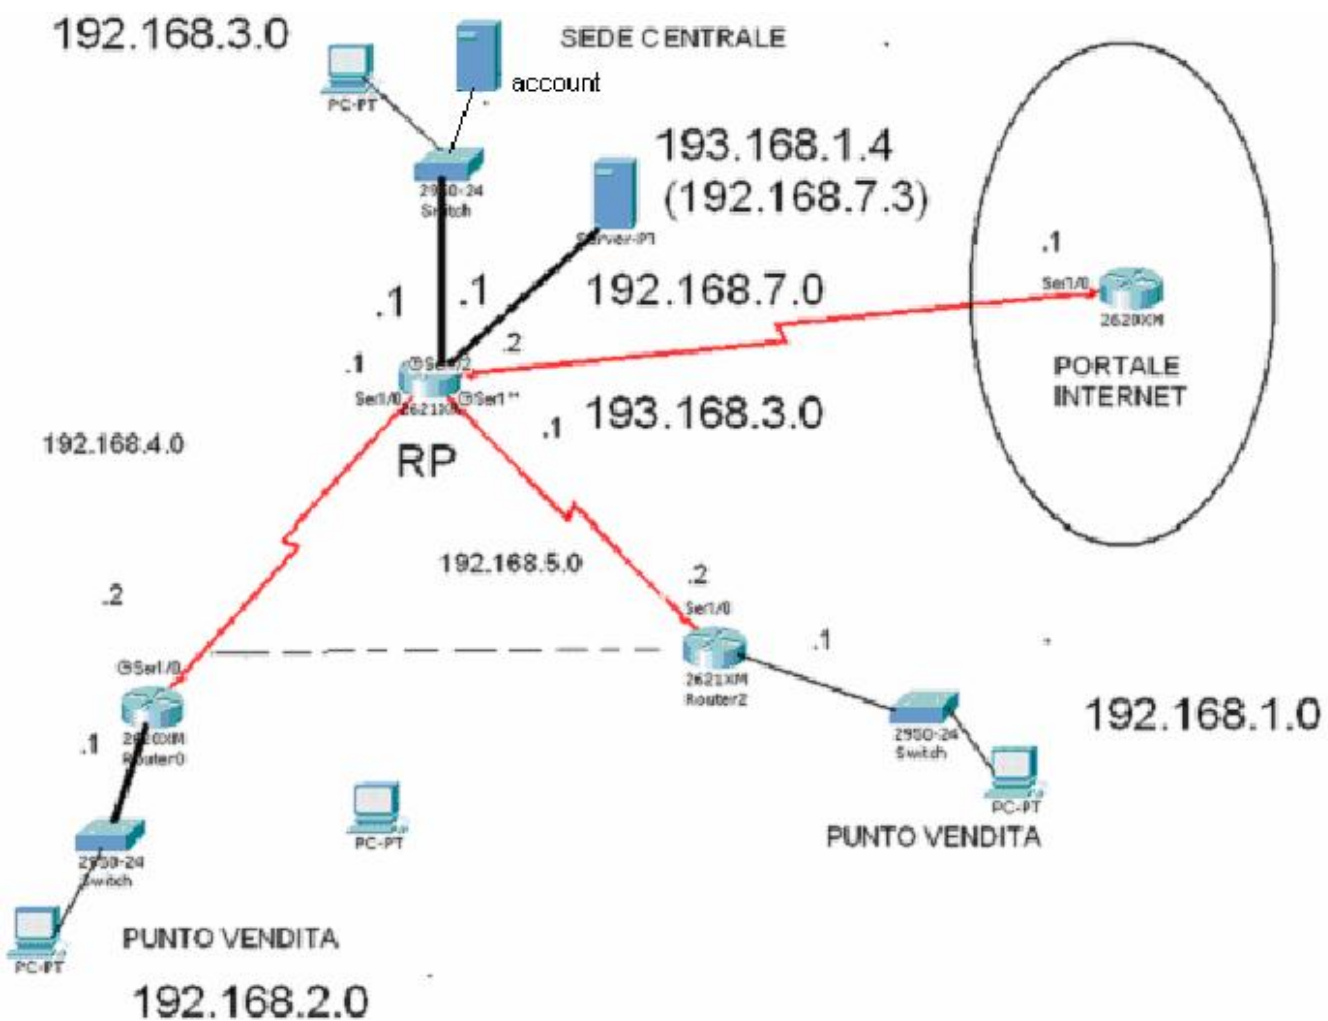 192.168.3.0
SEDE CENTRALE
account
PC-PT
193.168.1.4
(192.168.7.3)
2950-24
Switch
Server-PT
.1
.1
.1
192.168.7.0
Ser1/0
2620XM
.2
.1
PORTALE
INTERNET
Ser1/0
2621XM
193.168.3.0
.1
RP
192.168.4.0
192.168.5.0
.2
.2
Ser1/0
Ser1/0
.1
2621XM
Router2
192.168.1.0
2620XM
Router0
.1
2950-24
Switch
PC-PT
PC-PT
PUNTO VENDITA
2950-24
Switch
PUNTO VENDITA
PC-PT
192.168.2.0